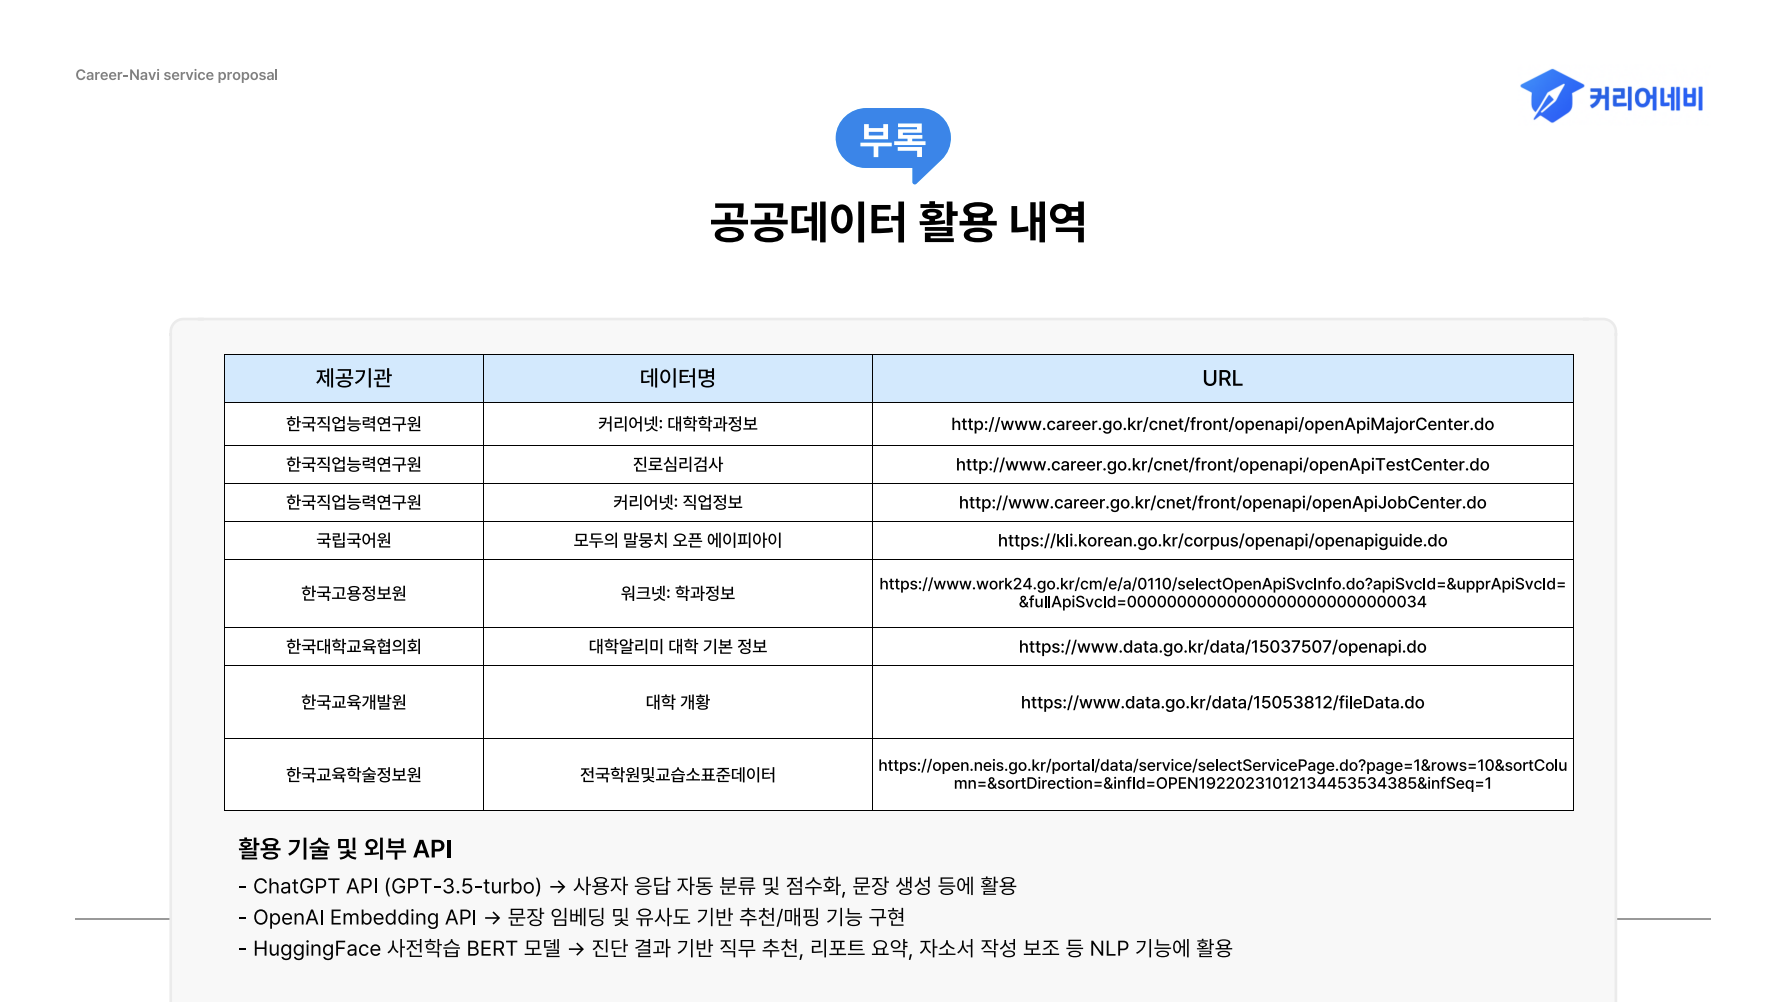 Career-Navi service proposal
커리어네비
부록
공공데이터 활용 내역
제공기관 데이터명 URL
한국직업능력연구원 커리어넷: 대학학과정보 http://www.career.go.kr/cnet/front/openapi/openApiMajorCenter.do
한국직업능력연구원 진로심리검사 http://www.career.go.kr/cnet/front/openapi/openApiTestCenter.do
한국직업능력연구원 커리어넷: 직업정보 http://www.career.go.kr/cnet/front/openapi/openApiJobCenter.do
국립국어원 모두의 말뭉치 오픈 에이피아이 https://kli.korean.go.kr/corpus/openapi/openapiguide.do
한국고용정보원 워크넷: 학과정보 https://www.work24.go.kr/cm/e/a/0110/selectOpenApiSvcInfo.do?apiSvcId=&upprApiSvcId=
&fullApiSvcId=000000000000000000000000000034
한국대학교육협의회 대학알리미 대학 기본 정보 https://www.data.go.kr/data/15037507/openapi.do
한국교육개발원 대학 개황 https://www.data.go.kr/data/15053812/fileData.do
한국교육학술정보원 전국학원및교습소표준데이터 https://open.neis.go.kr/portal/data/service/selectServicePage.do?page=1&rows=10&sortColu
mn=&sortDirection=&infId=OPEN19220231012134453534385&infSeq=1
활용 기술 및 외부 API
- ChatGPT API (GPT-3.5-turbo) → 사용자 응답 자동 분류 및 점수화, 문장 생성 등에 활용
- OpenAI Embedding API → 문장 임베딩 및 유사도 기반 추천/매핑 기능 구현
- HuggingFace 사전학습 BERT 모델 → 진단 결과 기반 직무 추천, 리포트 요약, 자소서 작성 보조 등 NLP 기능에 활용